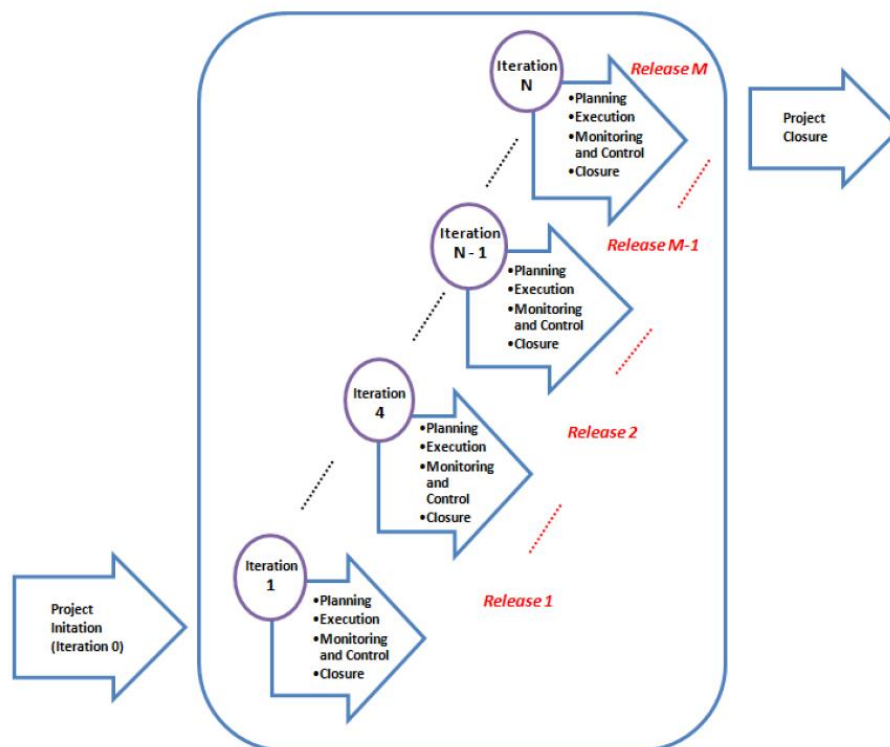 Iteration
N
Release M
•Planning
•Execution
•Monitoring
and Control
•Closure
Project
Closure
Iteration
N - 1
Release M-1
•Planning
•Execution
•Monitoring
and Control
•Closure
Iteration
4
•Planning
•Execution
•Monitoring
and
Control
•Closure
Release 2
Iteration
1
•Planning
•Execution
•Monitoring
and Control
•Closure
Release 1
Project
Initation
(Iteration 0)